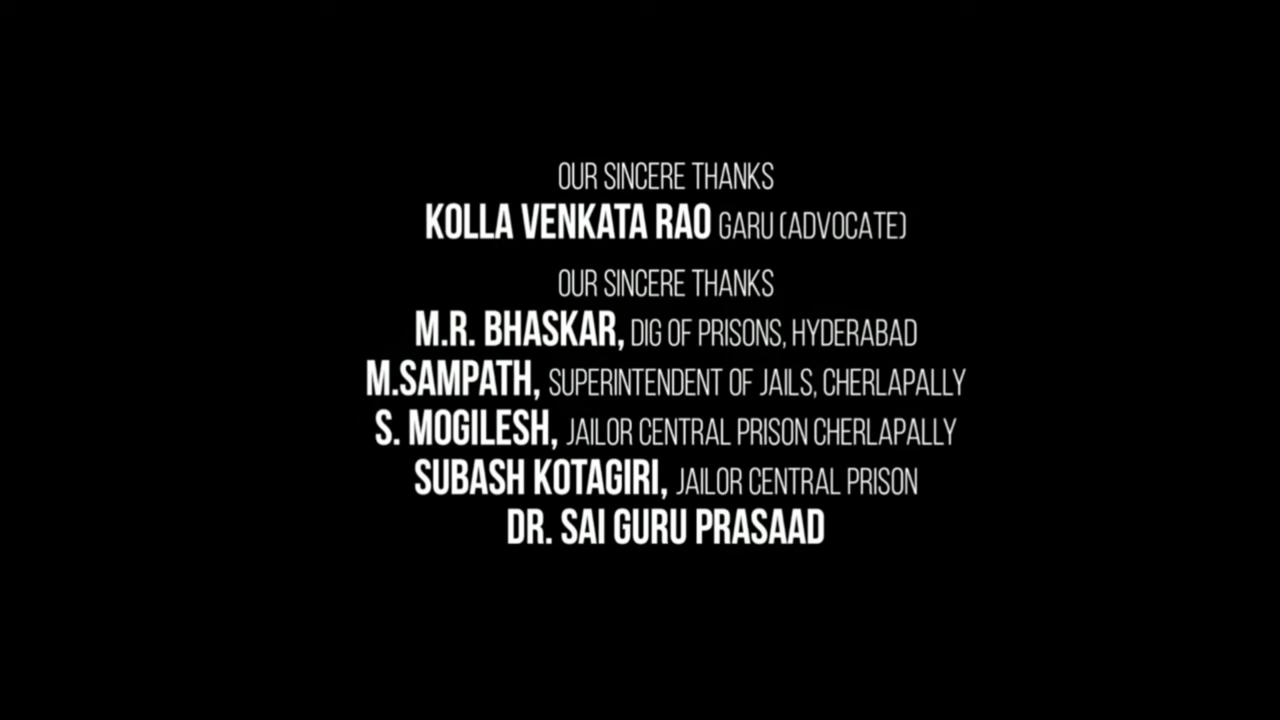 OUR SINCERE THANKS
KOLLA VENKATA RAO GARU (ADVOCATE)
OUR SINCERE THANKS
M.R. BHASKAR, DIG OF PRISONS, HYDERABAD
M.SAMPATH, SUPERINTENDENT OF JAILS, CHERLAPALLY
S. MOGILESH, JAILOR CENTRAL PRISON CHERLAPALLY
SUBASH KOTAGIRI, JAILOR CENTRAL PRISON
DR. SAI GURU PRASAAD